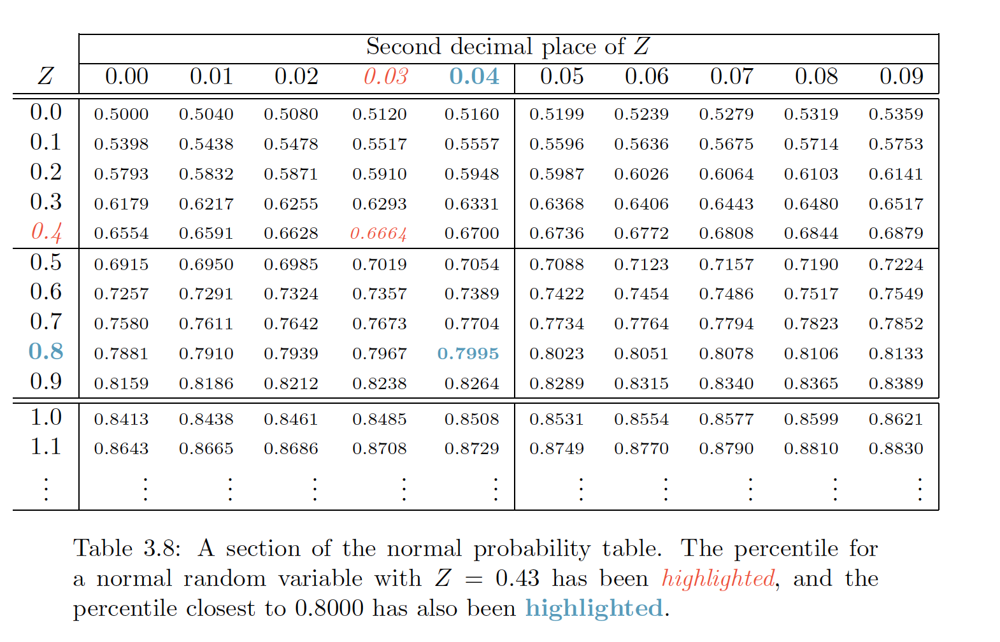 Second decimal place of Z
Z 0.00 0.01 0.02 0.03 0.04 0.05 0.06 0.07 0.08 0.09
0.0 0.5000 0.5040 0.5080 0.5120 0.5160 0.5199 0.5239 0.5279 0.5319 0.5359
0.1 0.5398 0.5438 0.5478 0.5517 0.5557 0.5596 0.5636 0.5675 0.5714 0.5753
0.2 0.5793 0.5832 0.5871 0.5910 0.5948 0.5987 0.6026 0.6064 0.6103 0.6141
0.3 0.6179 0.6217 0.6255 0.6293 0.6331 0.6368 0.6406 0.6443 0.6480 0.6517
0.4 0.6554 0.6591 0.6628 0.6664 0.6700 0.6736 0.6772 0.6808 0.6844 0.6879
0.5 0.6915 0.6950 0.6985 0.7019 0.7054 0.7088 0.7123 0.7157 0.7190 0.7224
0.6 0.7257 0.7291 0.7324 0.7357 0.7389 0.7422 0.7454 0.7486 0.7517 0.7549
0.7 0.7580 0.7611 0.7642 0.7673 0.7704 0.7734 0.7764 0.7794 0.7823 0.7852
0.8 0.7881 0.7910 0.7939 0.7967 0.7995 0.8023 0.8051 0.8078 0.8106 0.8133
0.9 0.8159 0.8186 0.8212 0.8238 0.8264 0.8289 0.8315 0.8340 0.8365 0.8389
1.0 0.8413 0.8438 0.8461 0.8485 0.8508 0.8531 0.8554 0.8577 0.8599 0.8621
1.1 0.8643 0.8665 0.8686 0.8708 0.8729 0.8749 0.8770 0.8790 0.8810 0.8830
⋮ ⋮ ⋮ ⋮ ⋮ ⋮ ⋮ ⋮ ⋮ ⋮ ⋮
Table 3.8: A section of the normal probability table. The percentile for
a normal random variable with Z = 0.43 has been highlighted, and the
percentile closest to 0.8000 has also been highlighted.